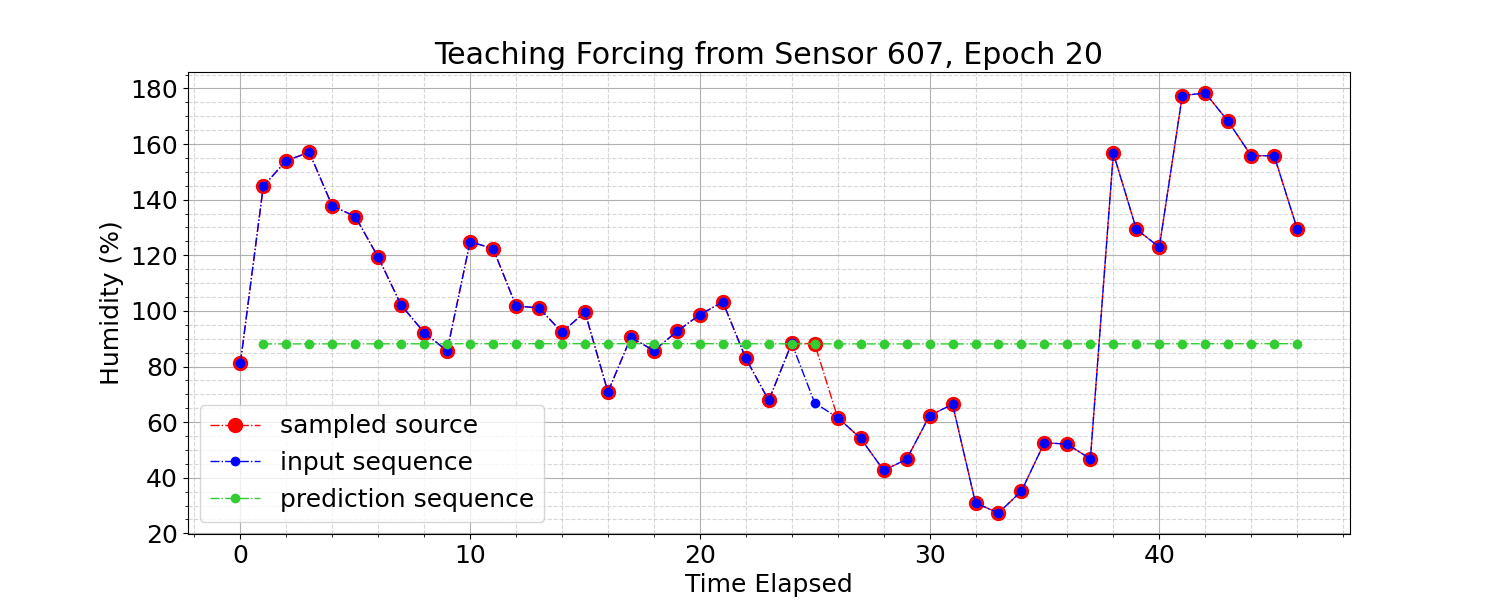 Teaching Forcing from Sensor 607, Epoch 20
Humidity (%)
180
160
140
120
100
80
60
40
20
sampled source
input sequence
prediction sequence
0 10 20 30 40
Time Elapsed